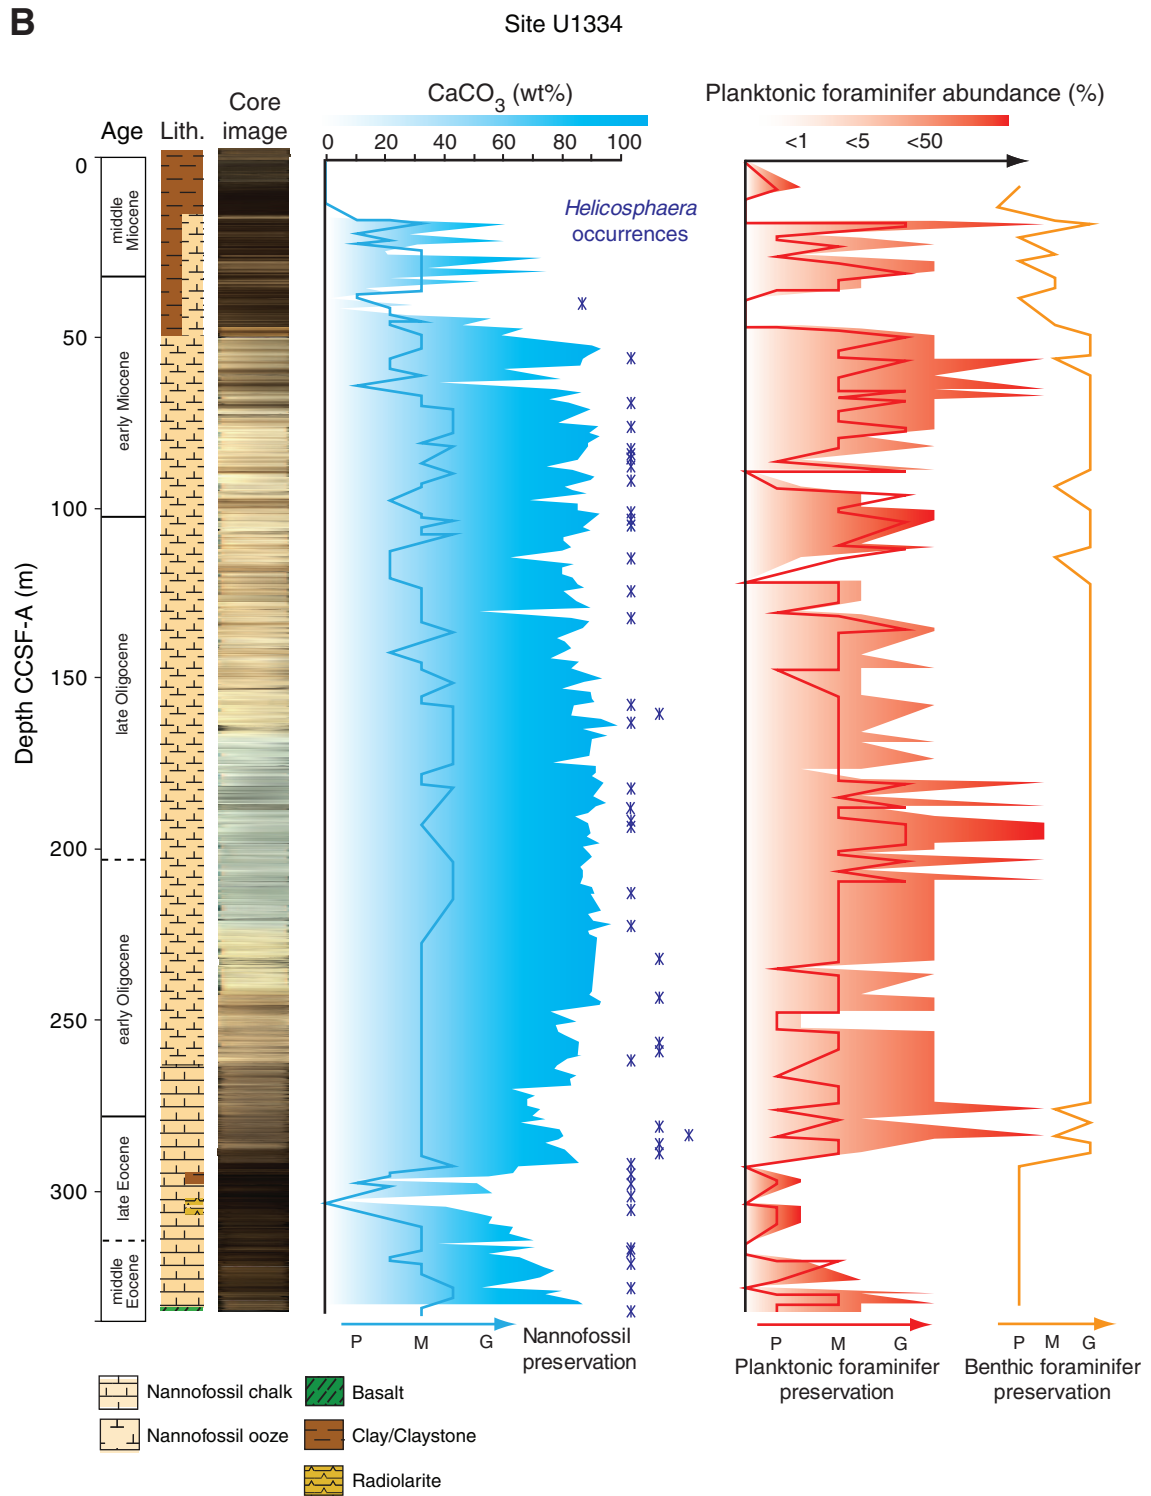 B
Site U1334
CaCO3 (wt%)
Planktonic foraminifer abundance (%)
Core
image
Age
Lith.
0 20 40 60 80 100
<1 <5 <50
0
50
100
150
200
250
300
Depth CCSF-A (m)
middle
Miocene
early Miocene
late Oligocene
early Oligocene
late Eocene
middle
Eocene
Helicosphaera
occurrences
P M G
Nannofossil
preservation
P M G
Planktonic foraminifer
preservation
P M G
Benthic foraminifer
preservation
Nannofossil chalk
Basalt
Nannofossil ooze
Clay/Claystone
Radiolarite